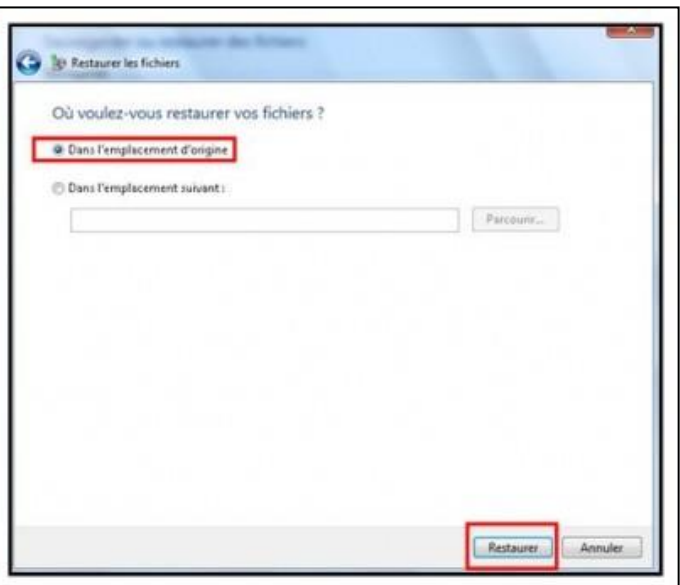 Restaurer les fichiers
Où voulez-vous restaurer vos fichiers ?
Dans l'emplacement d'origine
Dans l'emplacement suivant :
Parcourir...
Restaurer
Annuler